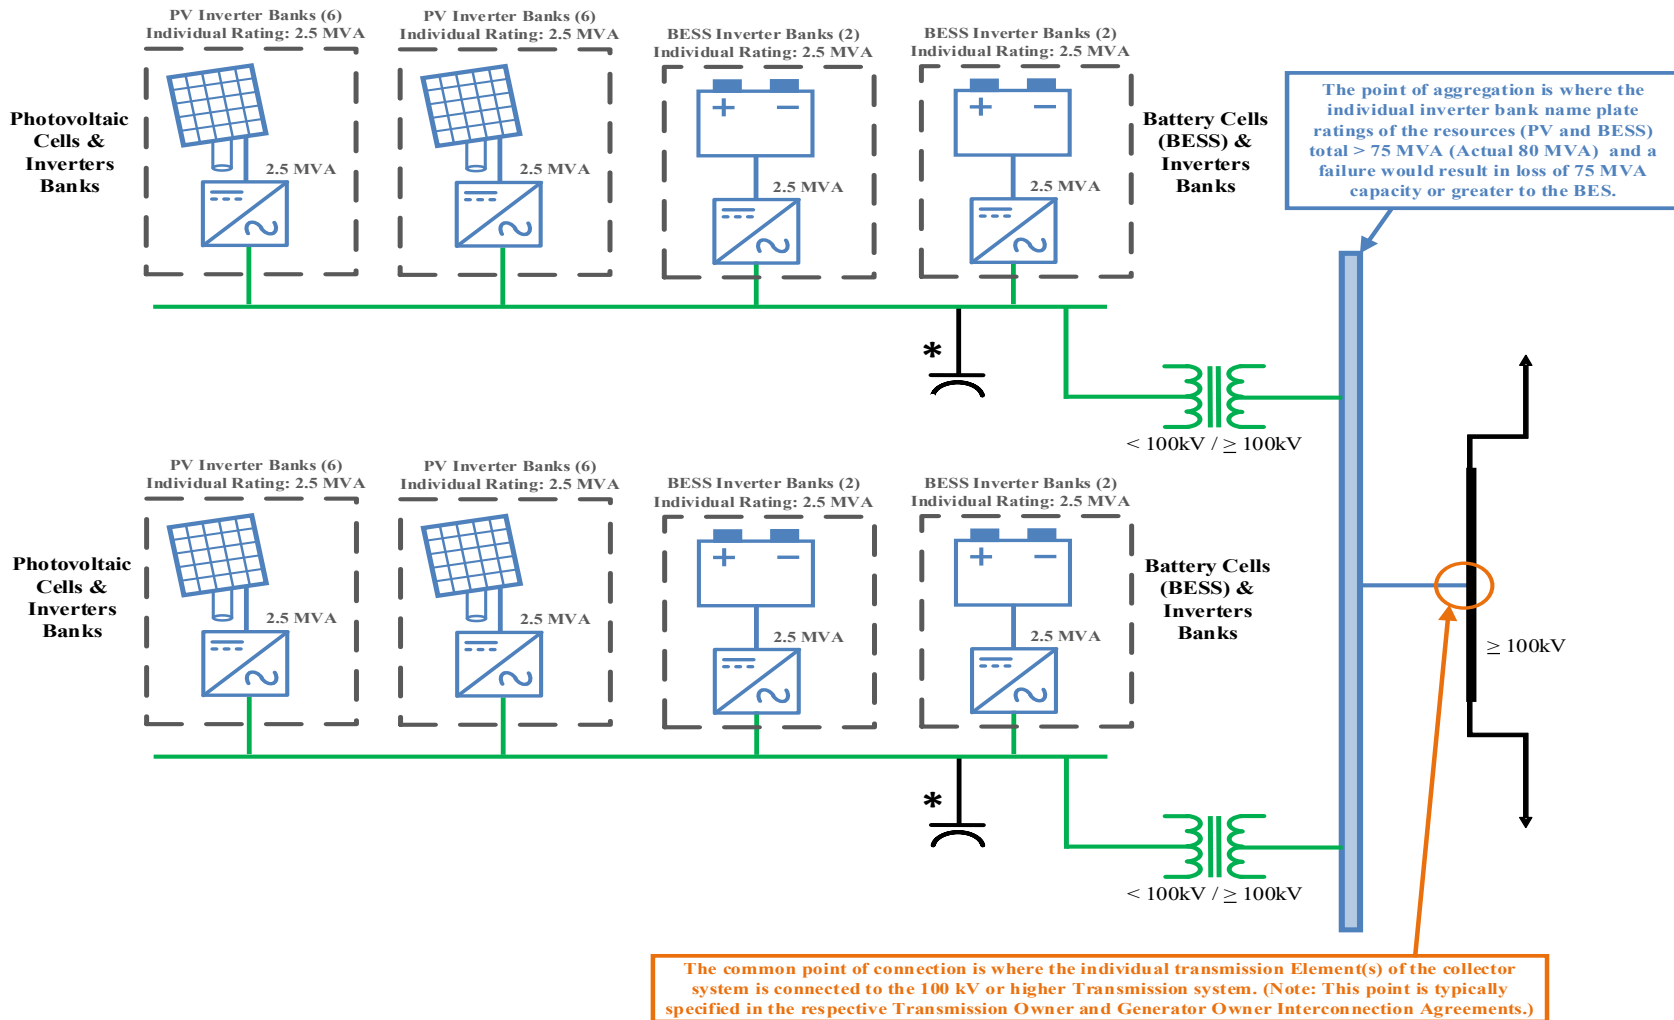 PV Inverter Banks (6)
Individual Rating: 2.5 MVA
PV Inverter Banks (6)
Individual Rating: 2.5 MVA
BESS Inverter Banks (2)
Individual Rating: 2.5 MVA
BESS Inverter Banks (2)
Individual Rating: 2.5 MVA
Photovoltaic
Cells &
Inverters
Banks
2.5 MVA
2.5 MVA
2.5 MVA
2.5 MVA
Battery Cells
(BESS) &
Inverters
Banks
The point of aggregation is where the
individual inverter bank name plate
ratings of the resources (PV and BESS)
total > 75 MVA (Actual 80 MVA) and a
failure would result in loss of 75 MVA
capacity or greater to the BES.
*
< 100kV / ≥ 100kV
PV Inverter Banks (6)
Individual Rating: 2.5 MVA
PV Inverter Banks (6)
Individual Rating: 2.5 MVA
BESS Inverter Banks (2)
Individual Rating: 2.5 MVA
BESS Inverter Banks (2)
Individual Rating: 2.5 MVA
Photovoltaic
Cells &
Inverters
Banks
2.5 MVA
2.5 MVA
2.5 MVA
2.5 MVA
Battery Cells
(BESS) &
Inverters
Banks
≥ 100kV
*
< 100kV / ≥ 100kV
The common point of connection is where the individual transmission Element(s) of the collector
system is connected to the 100 kV or higher Transmission system. (Note: This point is typically
specified in the respective Transmission Owner and Generator Owner Interconnection Agreements.)